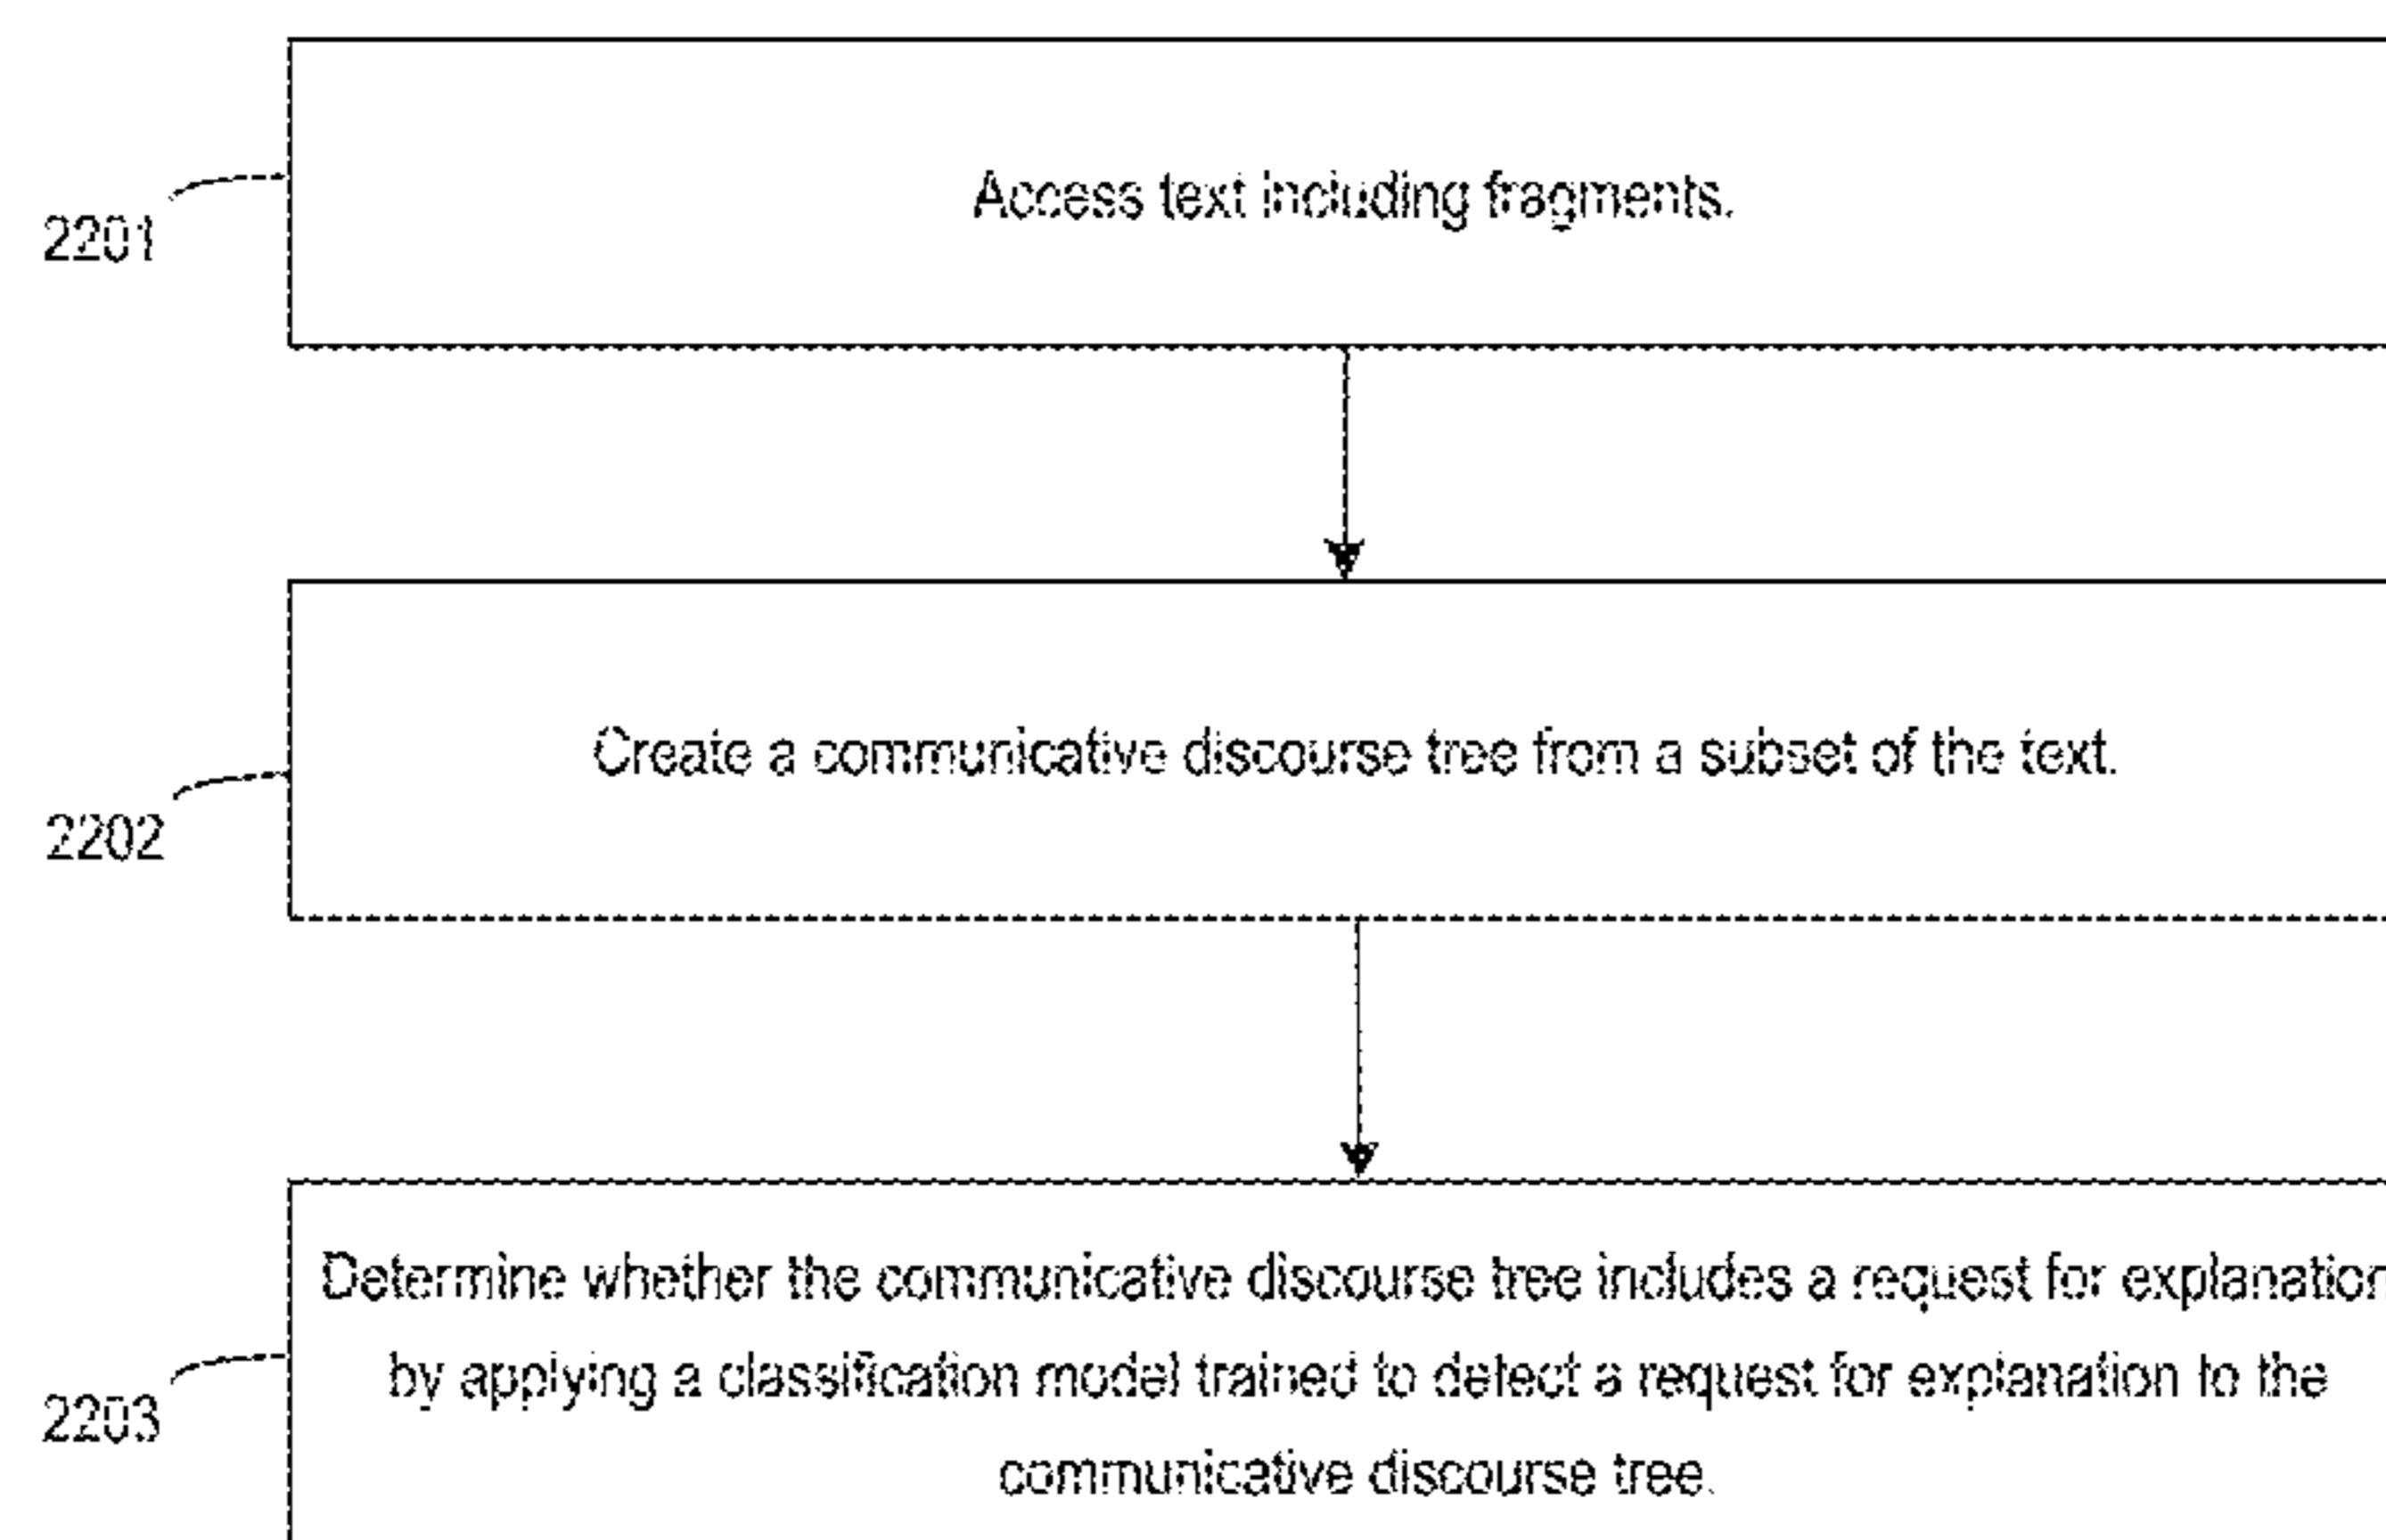 Access text including fragments.
2201
Create a communicative discourse tree from a subset of the text.
2202
Determine whether the communicative discourse tree includes a request for explanation
by applying a classification model trained to detect a request for explanation to the
2203
communicative discourse tree.